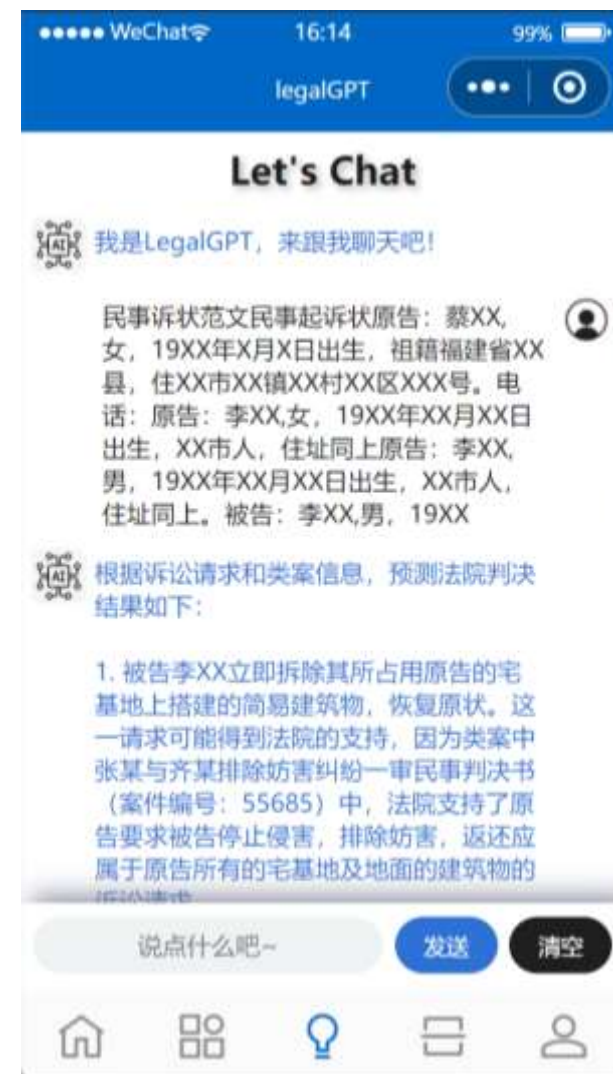 WeChat 16:14 99%
legalGPT
Let's Chat
AI 我是LegalGPT，来跟我聊天吧！
民事诉状范文民事起诉状原告：蔡XX,
女，19XX年X月X日出生，祖籍福建省XX
县，住XX市XX镇XX村XX区XXX号。电
话：原告：李XX,女，19XX年XX月XX日
出生，XX市人，住址同上原告：李XX,
男，19XX年XX月XX日出生，XX市人，
住址同上。被告：李XX,男，19XX
AI 根据诉讼请求和类案信息，预测法院判决
结果如下：
1. 被告李XX立即拆除其所占用原告的宅
基地上搭建的简易建筑物，恢复原状。这
一请求可能得到法院的支持，因为类案中
张某与齐某排除妨害纠纷一审民事判决书
（案件编号：55685）中，法院支持了原
告要求被告停止侵害，排除妨害，返还应
属于原告所有的宅基地及地面的建筑物的
说点什么吧~ 发送 清空